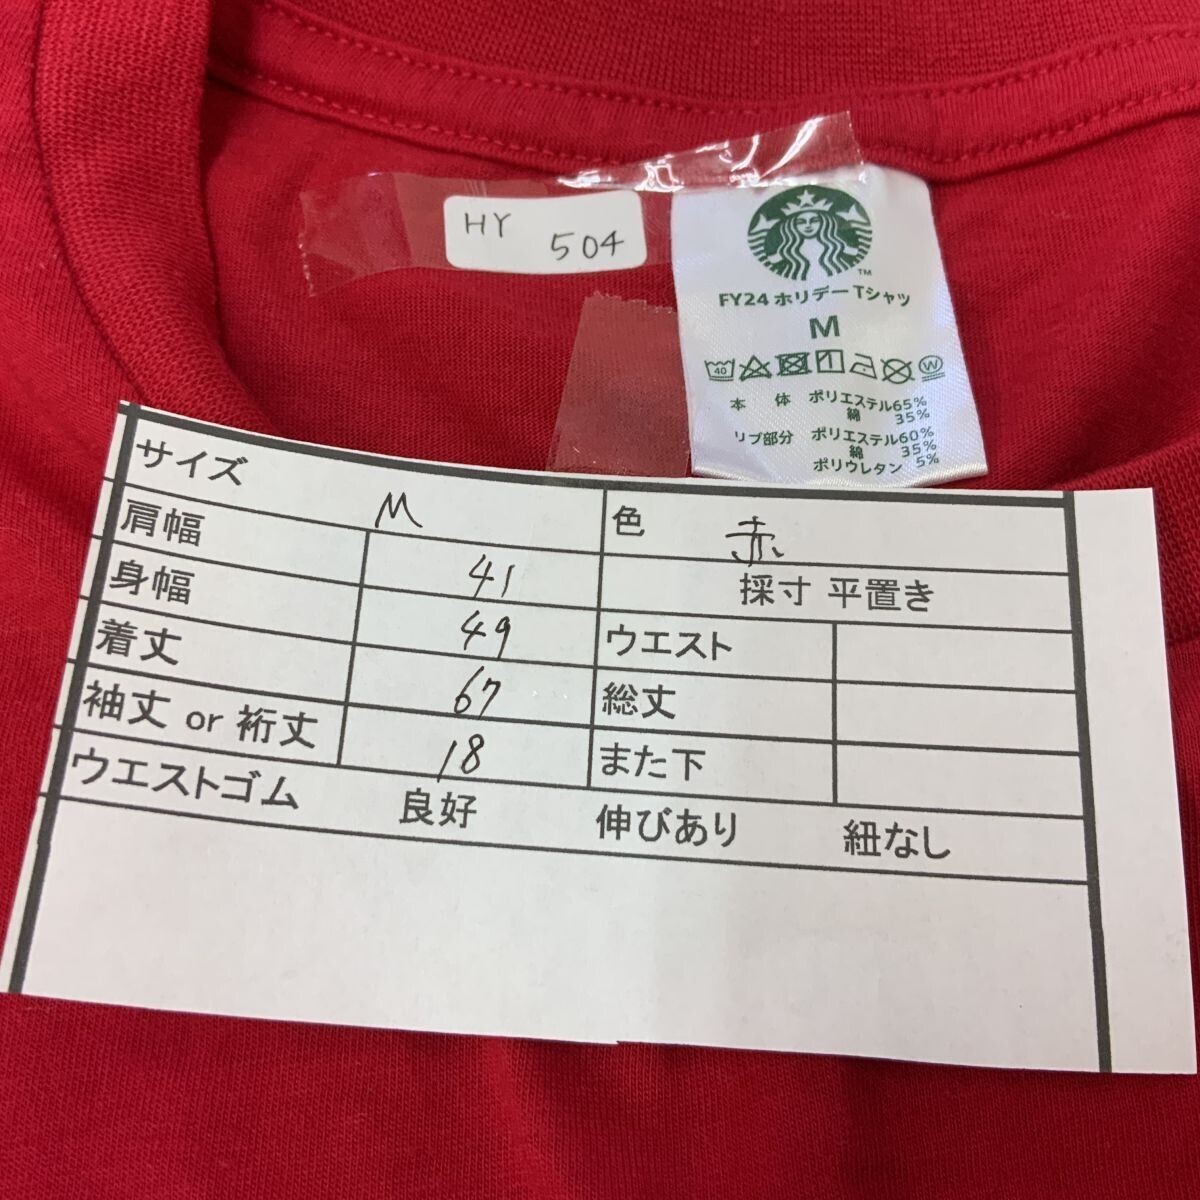 HY 504
TM
FY24 ホリデーTシャツ
M
40 W
本 体 ポリエステル65%
綿 35%
リブ部分 ポリエステル60%
綿 35%
ポリウレタン 5%
サイズ M 色 赤
肩幅 41 採寸 平置き
身幅 49 ウエスト
着丈 67 総丈
袖丈 or 裄丈 18 また下
ウエストゴム 良好 伸びあり 紐なし